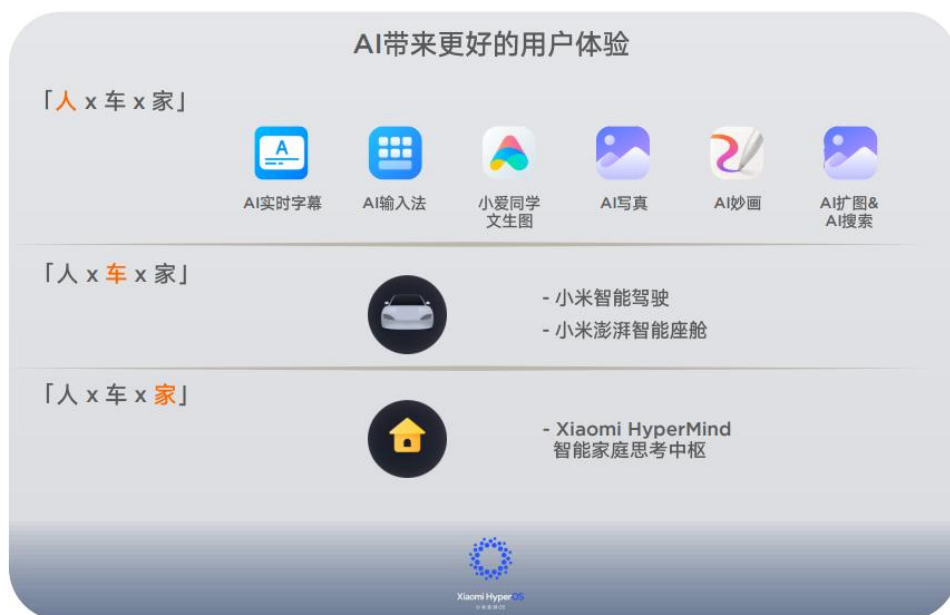 AI带来更好的用户体验
「人 x 车 x 家」
A
AI实时字幕
AI输入法
小爱同学
文生图
AI写真
AI妙画
AI扩图&
AI搜索
「人 x 车 x 家」
- 小米智能驾驶
- 小米澎湃智能座舱
「人 x 车 x 家」
- Xiaomi HyperMind
智能家庭思考中枢
Xiaomi HyperOS